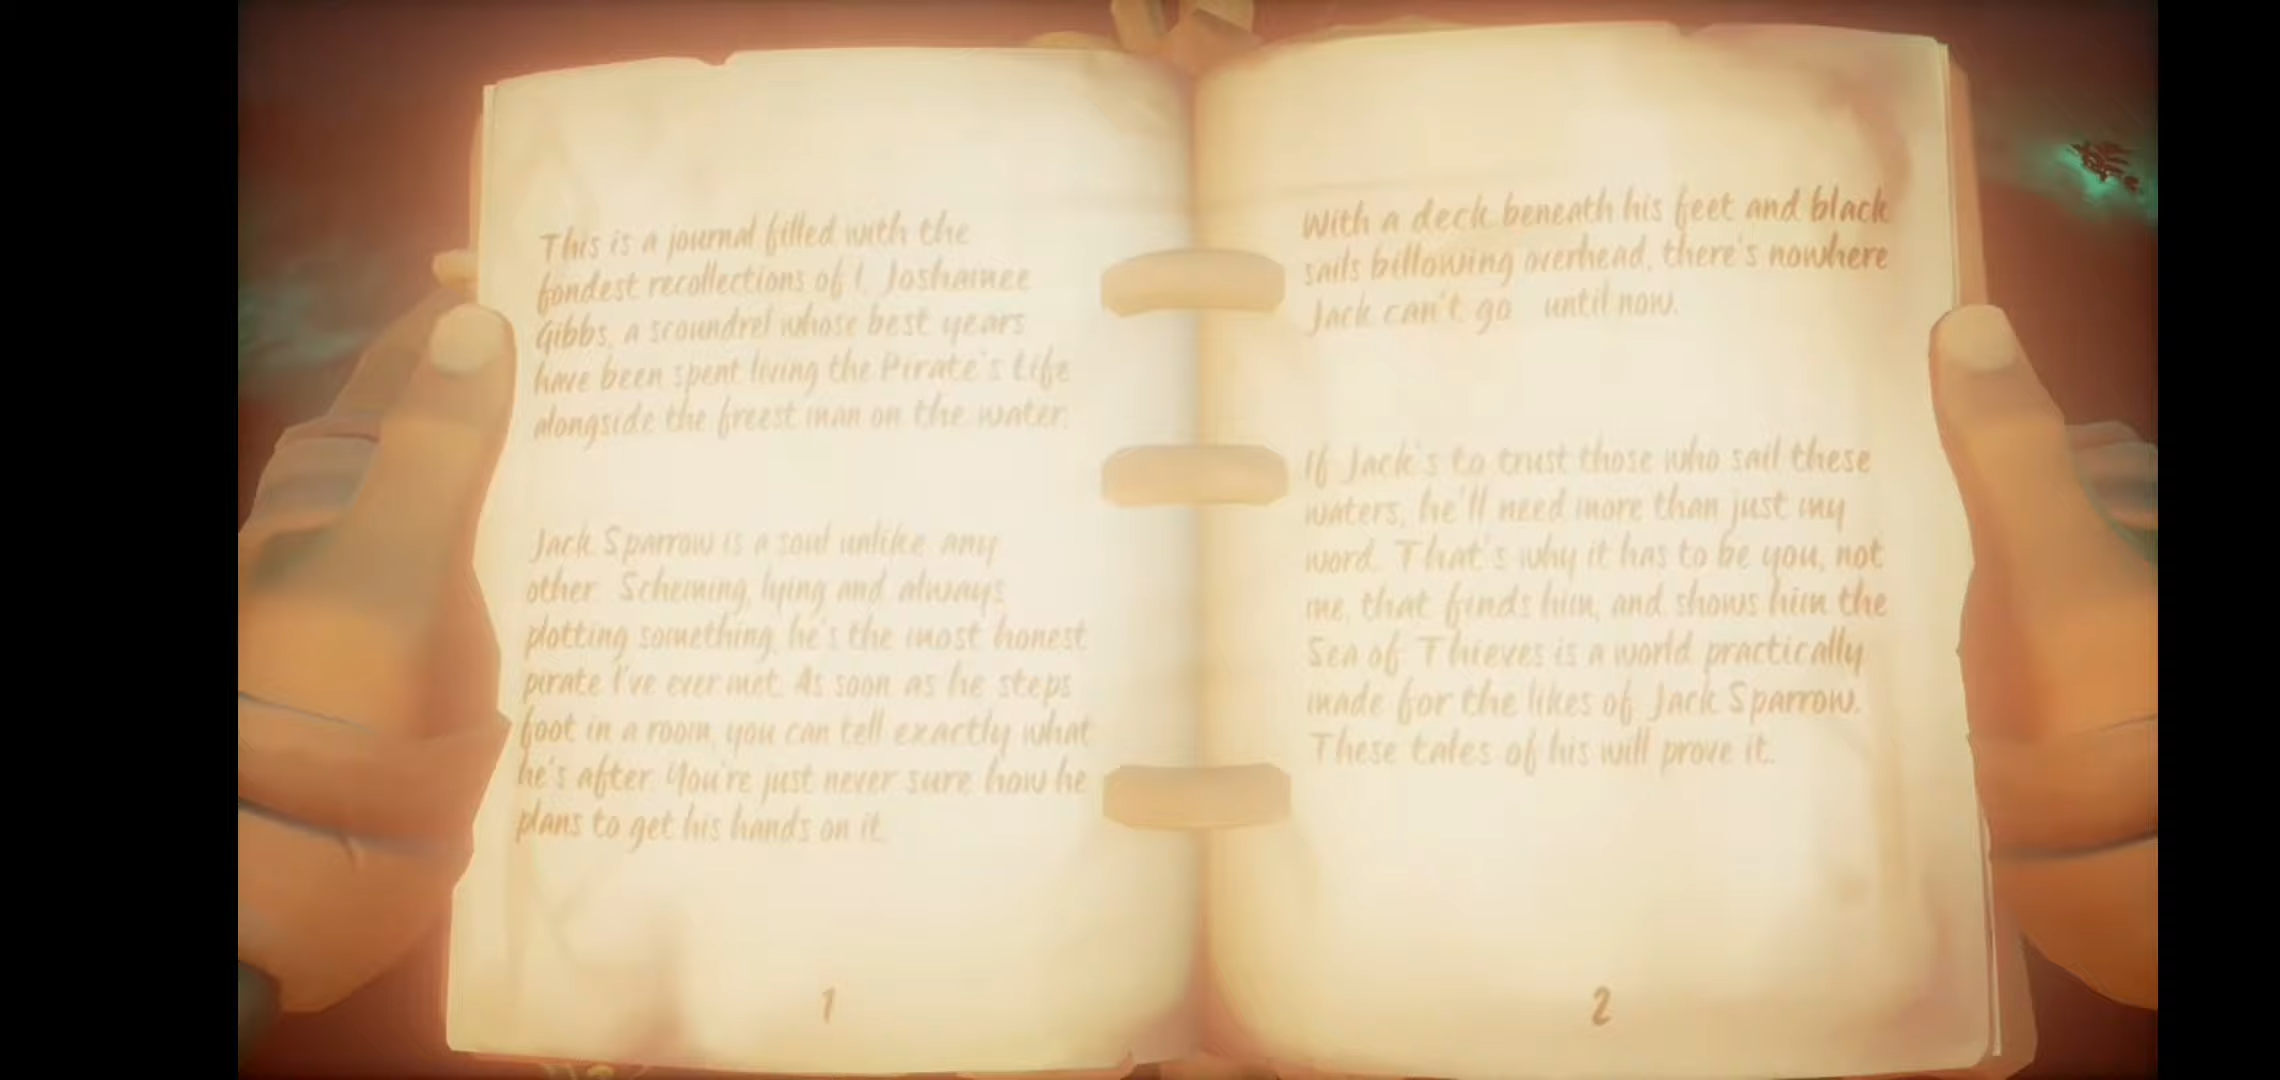 This is a journal filled with the
fondest recollections of I, Joshamee
Gibbs, a scoundrel whose best years
have been spent living the Pirate's Life
alongside the freest man on the water.
Jack Sparrow is a soul unlike any
other. Scheming, lying and always
plotting something, he's the most honest
pirate I've ever met. As soon as he steps
foot in a room, you can tell exactly what
he's after. You're just never sure how he
plans to get his hands on it.
1
With a deck beneath his feet and black
sails billowing overhead, there's nowhere
Jack can't go   until now.
If Jack's to trust those who sail these
waters, he'll need more than just my
word. That's why it has to be you, not
me, that finds him, and shows him the
Sea of Thieves is a world practically
made for the likes of Jack Sparrow.
These tales of his will prove it.
2